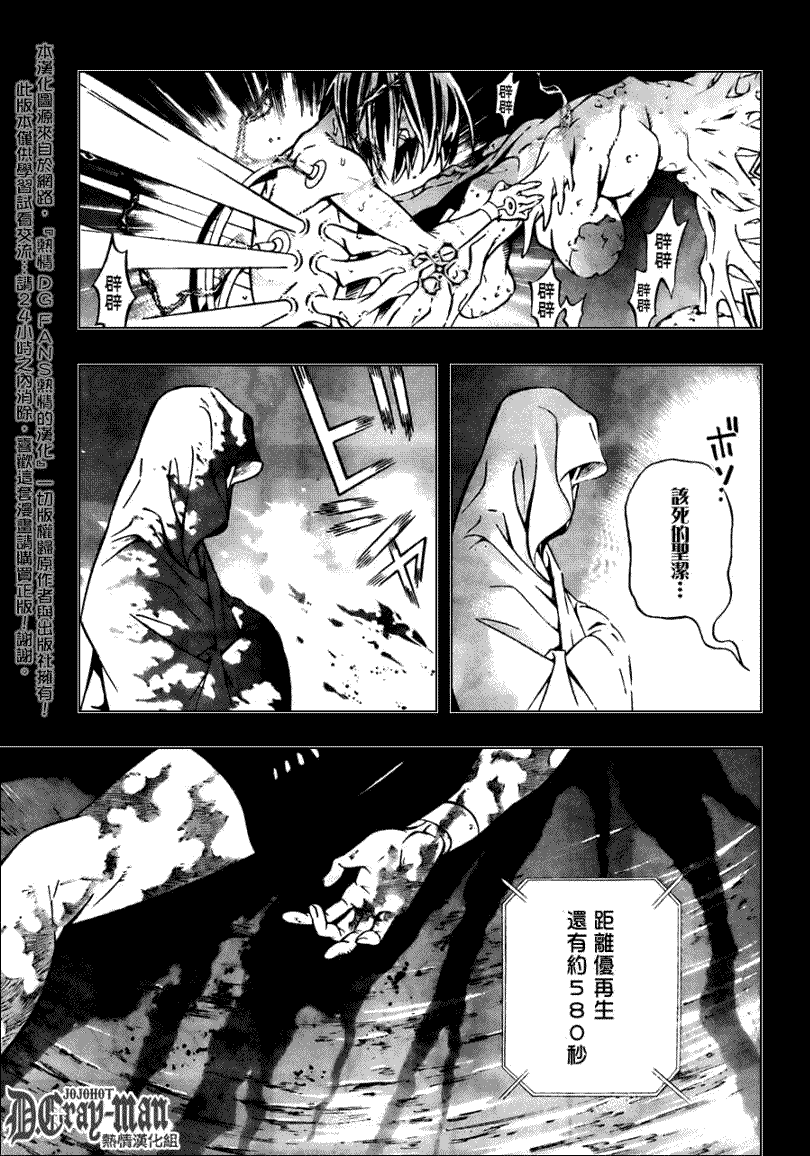 本漢化圖源來自於網路，『熱情 DG FANS熱情的漢化』一切版權歸原作者與出版社擁有！
此版本僅供學習試看交流…請24小時之內消除。喜歡這套漫畫請購買正版！謝謝。
辟辟
辟辟
辟辟
辟辟
辟辟
ボソ…
該死的聖潔…
ビシャ
距離優再生
還有約580秒
JOJOHOT
D.Gray-man
熱情漢化組